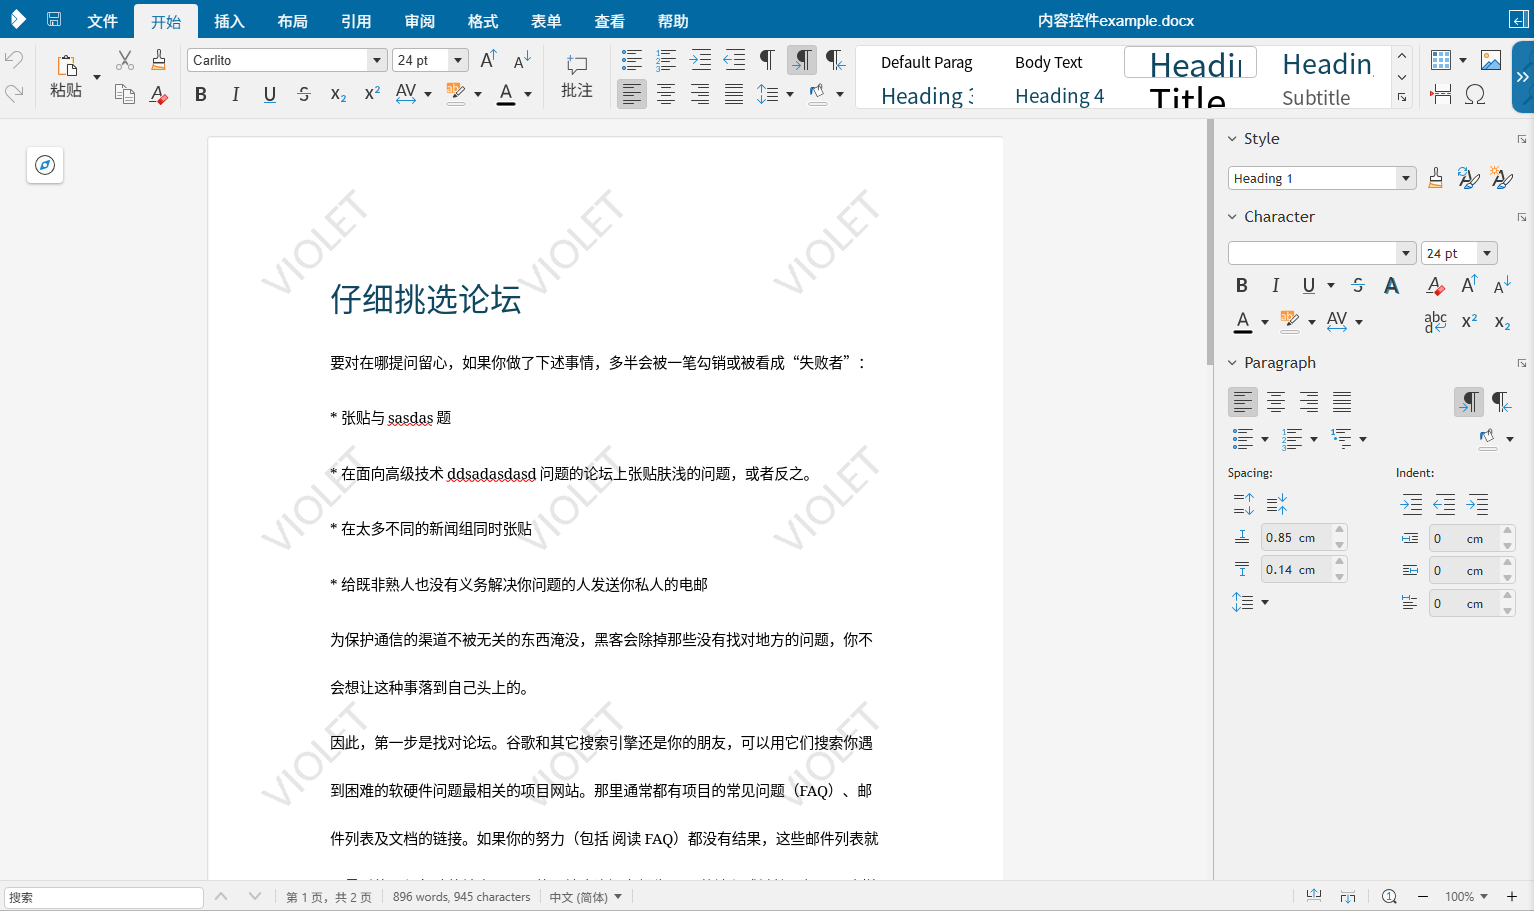 文件 开始 插入 布局 引用 审阅 格式 表单 查看 帮助 内容控件example.docx
粘贴 Carlito 24 pt 批注
Default Parag Body Text Headi Headin
Heading 3 Heading 4 Title Subtitle
VIOLET VIOLET VIOLET
仔细挑选论坛
要对在哪提问留心，如果你做了下述事情，多半会被一笔勾销或被看成“失败者”：
* 张贴与 sasdas 题
VIOLET VIOLET VIOLET
* 在面向高级技术 ddsadasdasd 问题的论坛上张贴肤浅的问题，或者反之。
* 在太多不同的新闻组同时张贴
* 给既非熟人也没有义务解决你问题的人发送你私人的电邮
为保护通信的渠道不被无关的东西淹没，黑客会除掉那些没有找对地方的问题，你不
会想让这种事落到自己头上的。
VIOLET VIOLET VIOLET
因此，第一步是找对论坛。谷歌和其它搜索引擎还是你的朋友，可以用它们搜索你遇
到困难的软硬件问题最相关的项目网站。那里通常都有项目的常见问题（FAQ）、邮
件列表及文档的链接。如果你的努力（包括 阅读 FAQ）都没有结果，这些邮件列表就
Style
Heading 1
Character
24 pt
Paragraph
Spacing: Indent:
0.85 cm 0 cm
0.14 cm 0 cm
0 cm
搜索 第 1 页，共 2 页 896 words, 945 characters 中文 (简体) 100%